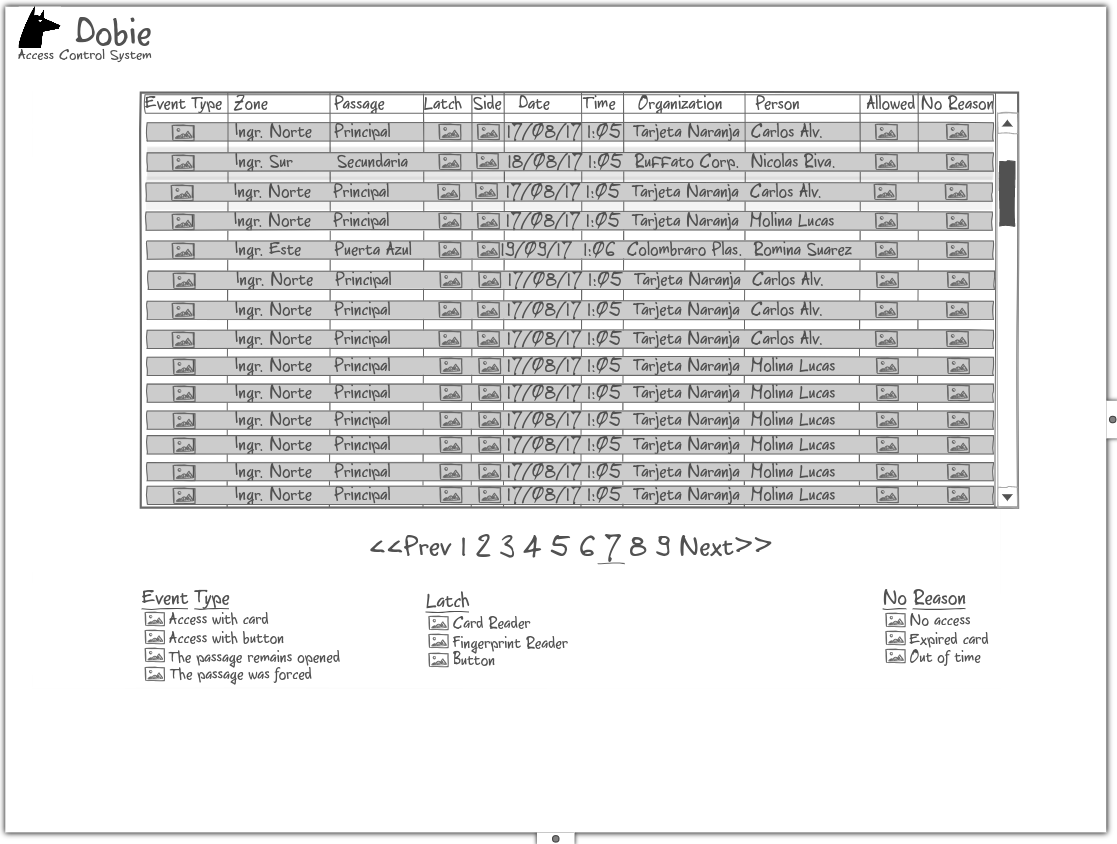 Dobie
Access Control System
Event Type Zone Passage Latch Side Date Time Organization Person Allowed No Reason
Ingr. Norte Principal 17/08/17 1:05 Tarjeta Naranja Carlos Alv.
Ingr. Sur Secundaria 18/08/17 1:05 Ruffato Corp. Nicolas Riva.
Ingr. Norte Principal 17/08/17 1:05 Tarjeta Naranja Carlos Alv.
Ingr. Norte Principal 17/08/17 1:05 Tarjeta Naranja Molina Lucas
Ingr. Este Puerta Azul 19/09/17 1:06 Colombraro Plas. Romina Suarez
Ingr. Norte Principal 17/08/17 1:05 Tarjeta Naranja Carlos Alv.
Ingr. Norte Principal 17/08/17 1:05 Tarjeta Naranja Carlos Alv.
Ingr. Norte Principal 17/08/17 1:05 Tarjeta Naranja Carlos Alv.
Ingr. Norte Principal 17/08/17 1:05 Tarjeta Naranja Molina Lucas
Ingr. Norte Principal 17/08/17 1:05 Tarjeta Naranja Molina Lucas
Ingr. Norte Principal 17/08/17 1:05 Tarjeta Naranja Molina Lucas
Ingr. Norte Principal 17/08/17 1:05 Tarjeta Naranja Molina Lucas
Ingr. Norte Principal 17/08/17 1:05 Tarjeta Naranja Molina Lucas
Ingr. Norte Principal 17/08/17 1:05 Tarjeta Naranja Molina Lucas
<<Prev 1 2 3 4 5 6 7 8 9 Next>>
Event Type
Access with card
Access with button
The passage remains opened
The passage was forced
Latch
Card Reader
Fingerprint Reader
Button
No Reason
No access
Expired card
Out of time